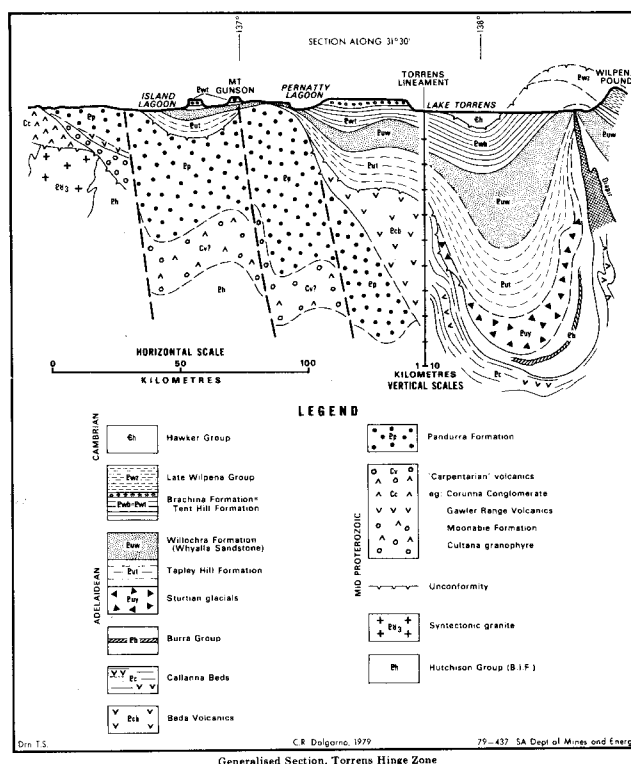 137°
138°
SECTION ALONG 31°30'
WILPENA
POUND
TORRENS
LINEAMENT
MT
GUNSON
PERNATTY
LAGOON
ISLAND
LAGOON
LAKE TORRENS
HORIZONTAL SCALE
0 50 100
KILOMETRES
10
KILOMETRES
VERTICAL SCALES
LEGEND
CAMBRIAN
Hawker Group
ADELAIDEAN
Late Wilpena Group
Brachina Formation=
Tent Hill Formation
Willochra Formation
(Whyalla Sandstone)
Tapley Hill Formation
Sturtian glacials
Burra Group
Callanna Beds
Beda Volcanics
MID PROTEROZOIC
Pandurra Formation
Cv
Cc
'Carpentarian' volcanics
eg: Corunna Conglomerate
Gawler Range Volcanics
Moonabie Formation
Cultana granophyre
Unconformity
Syntectonic granite
Hutchison Group (B.I.F.)
Drn T.S.
C.R. Dalgarno, 1979
79–437 SA Dept of Mines and Energy
Generalised Section, Torrens Hinge Zone